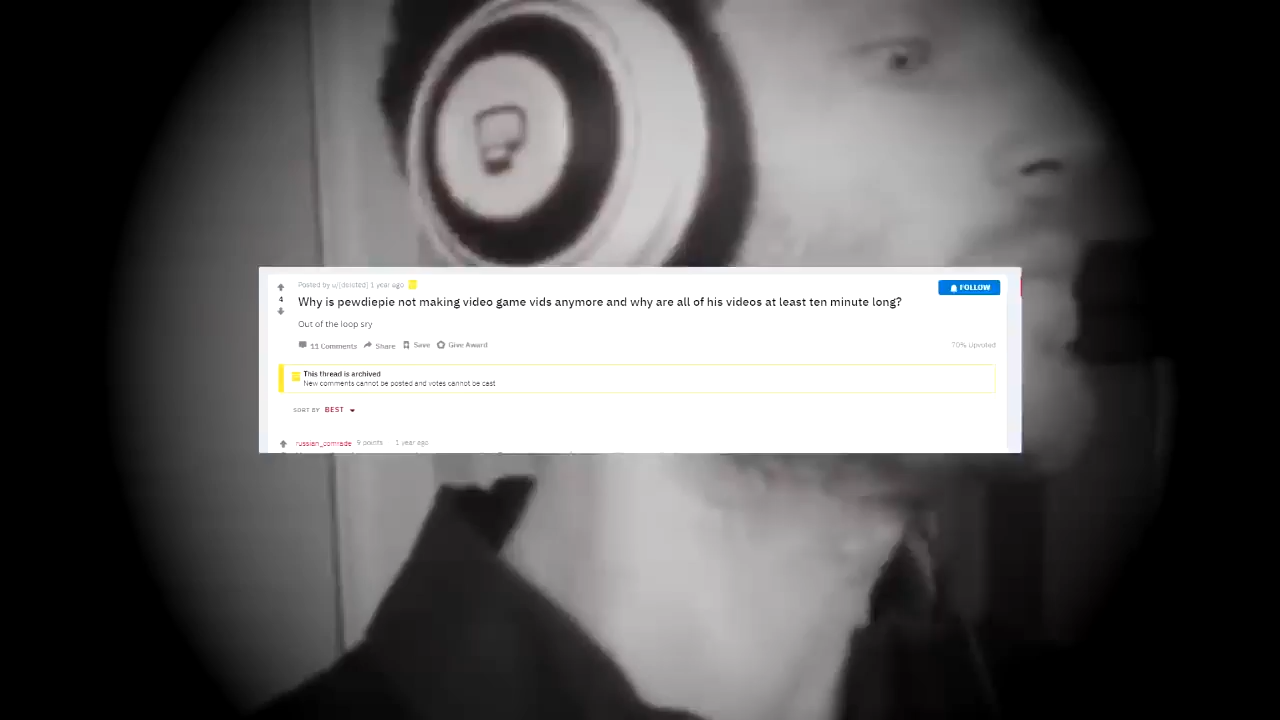 Posted by u/[deleted] 1 year ago
4
Why is pewdiepie not making video game vids anymore and why are all of his videos at least ten minute long?
FOLLOW
Out of the loop sry
11 Comments Share Save Give Award
70% Upvoted
This thread is archived
New comments cannot be posted and votes cannot be cast
SORT BY BEST
russian_comrade 9 points 1 year ago